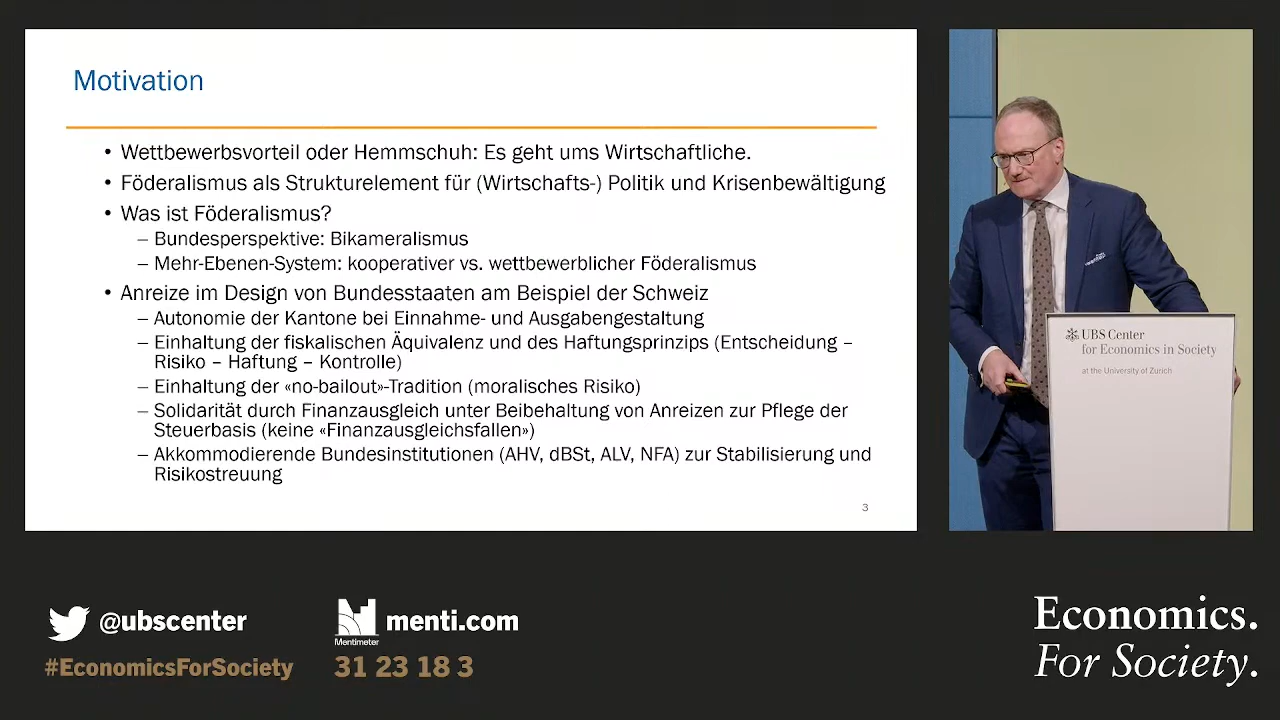 Motivation
• Wettbewerbsvorteil oder Hemmschuh: Es geht ums Wirtschaftliche.
• Föderalismus als Strukturelement für (Wirtschafts-) Politik und Krisenbewältigung
• Was ist Föderalismus?
– Bundesperspektive: Bikameralismus
– Mehr-Ebenen-System: kooperativer vs. wettbewerblicher Föderalismus
• Anreize im Design von Bundesstaaten am Beispiel der Schweiz
– Autonomie der Kantone bei Einnahme- und Ausgabengestaltung
– Einhaltung der fiskalischen Äquivalenz und des Haftungsprinzips (Entscheidung –
Risiko – Haftung – Kontrolle)
– Einhaltung der «no-bailout»-Tradition (moralisches Risiko)
– Solidarität durch Finanzausgleich unter Beibehaltung von Anreizen zur Pflege der
Steuerbasis (keine «Finanzausgleichsfallen»)
– Akkommodierende Bundesinstitutionen (AHV, dBSt, ALV, NFA) zur Stabilisierung und
Risikostreuung
3
UBS Center
for Economics in Society
at the University of Zurich
@ubscenter
#EconomicsForSociety
Mentimeter
menti.com
31 23 18 3
Economics.
For Society.